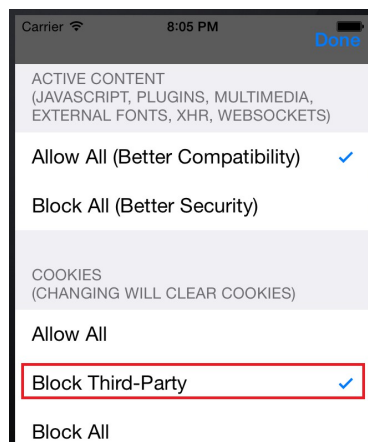 Carrier 8:05 PM
Done
ACTIVE CONTENT
(JAVASCRIPT, PLUGINS, MULTIMEDIA,
EXTERNAL FONTS, XHR, WEBSOCKETS)
Allow All (Better Compatibility)
Block All (Better Security)
COOKIES
(CHANGING WILL CLEAR COOKIES)
Allow All
Block Third-Party
Block All